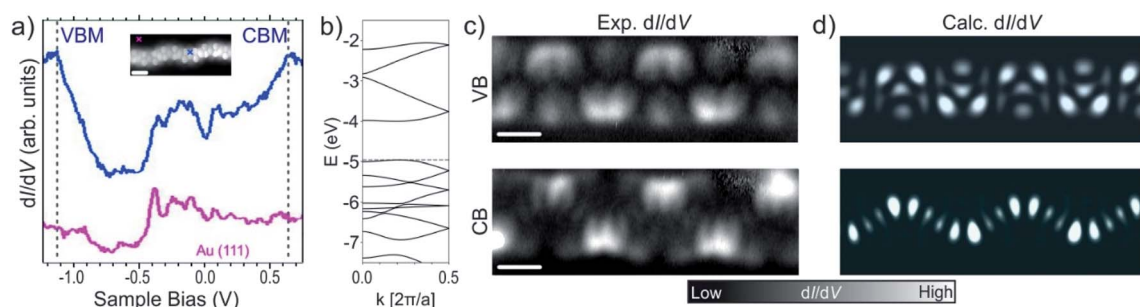 a)
VBM
CBM
dI/dV (arb. units)
Au (111)
-1.0
-0.5
0.0
0.5
Sample Bias (V)
b)
-2
-3
-4
-5
-6
-7
E (eV)
0.0
0.5
k [2π/a]
c)
Exp. dI/dV
VB
CB
d)
Calc. dI/dV
Low
dI/dV
High